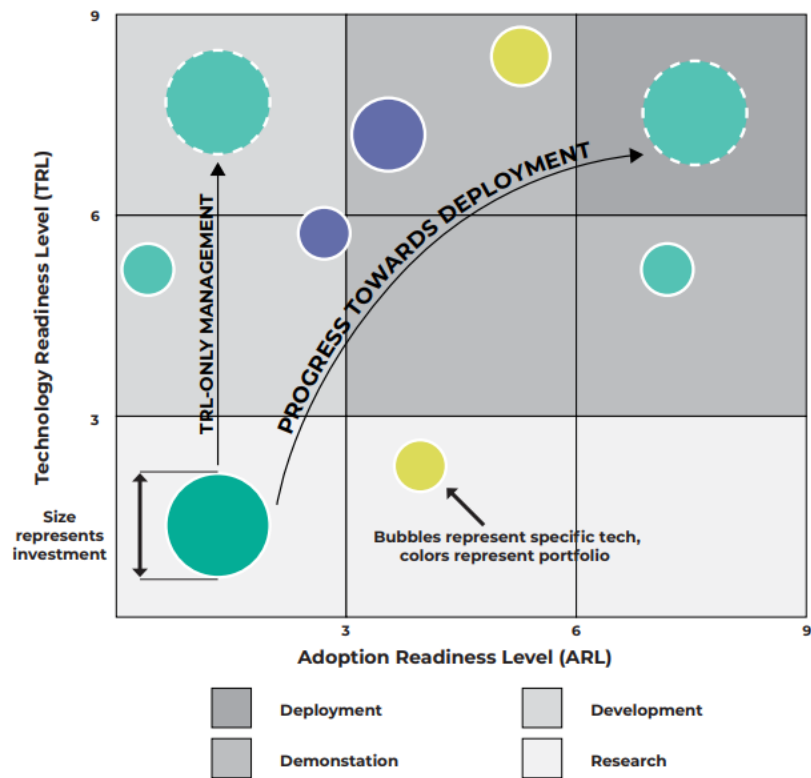 9
Technology Readiness Level (TRL)
6
3
TRL-ONLY MANAGEMENT
PROGRESS TOWARDS DEPLOYMENT
Size
represents
investment
Bubbles represent specific tech,
colors represent portfolio
3
6
9
Adoption Readiness Level (ARL)
Deployment
Development
Demonstation
Research